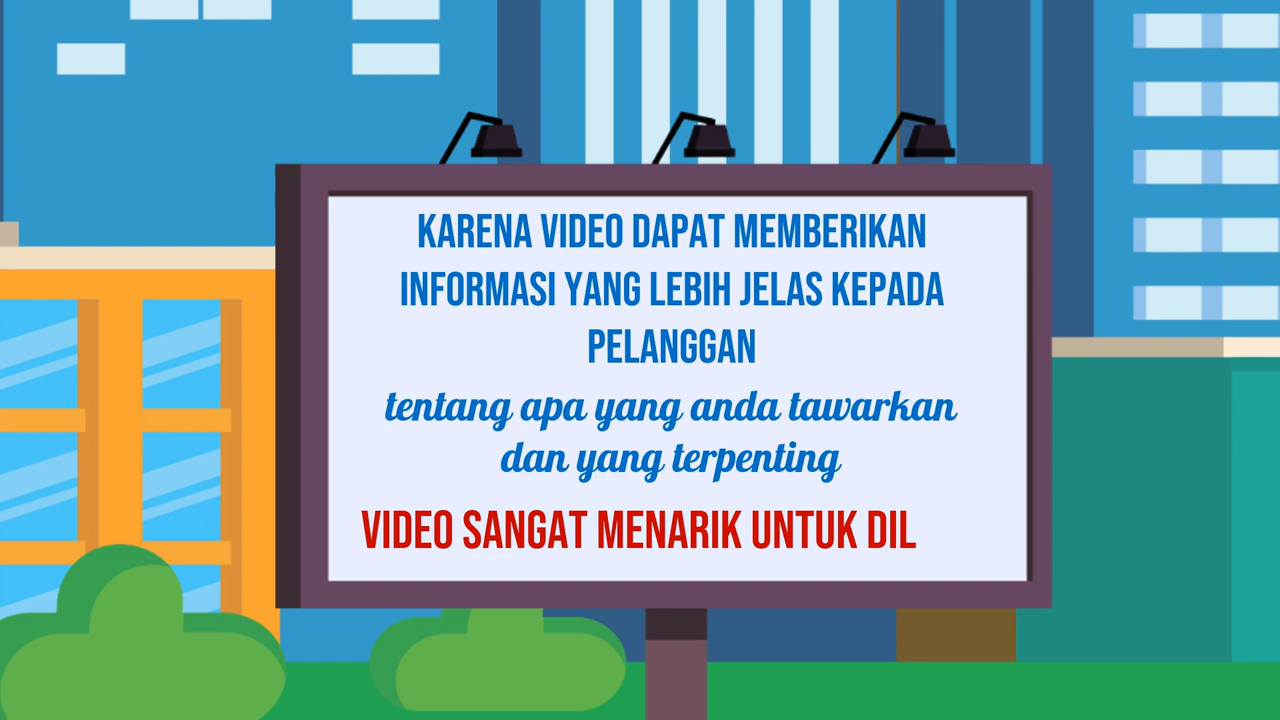 KARENA VIDEO DAPAT MEMBERIKAN
INFORMASI YANG LEBIH JELAS KEPADA
PELANGGAN
tentang apa yang anda tawarkan
dan yang terpenting
VIDEO SANGAT MENARIK UNTUK DIL